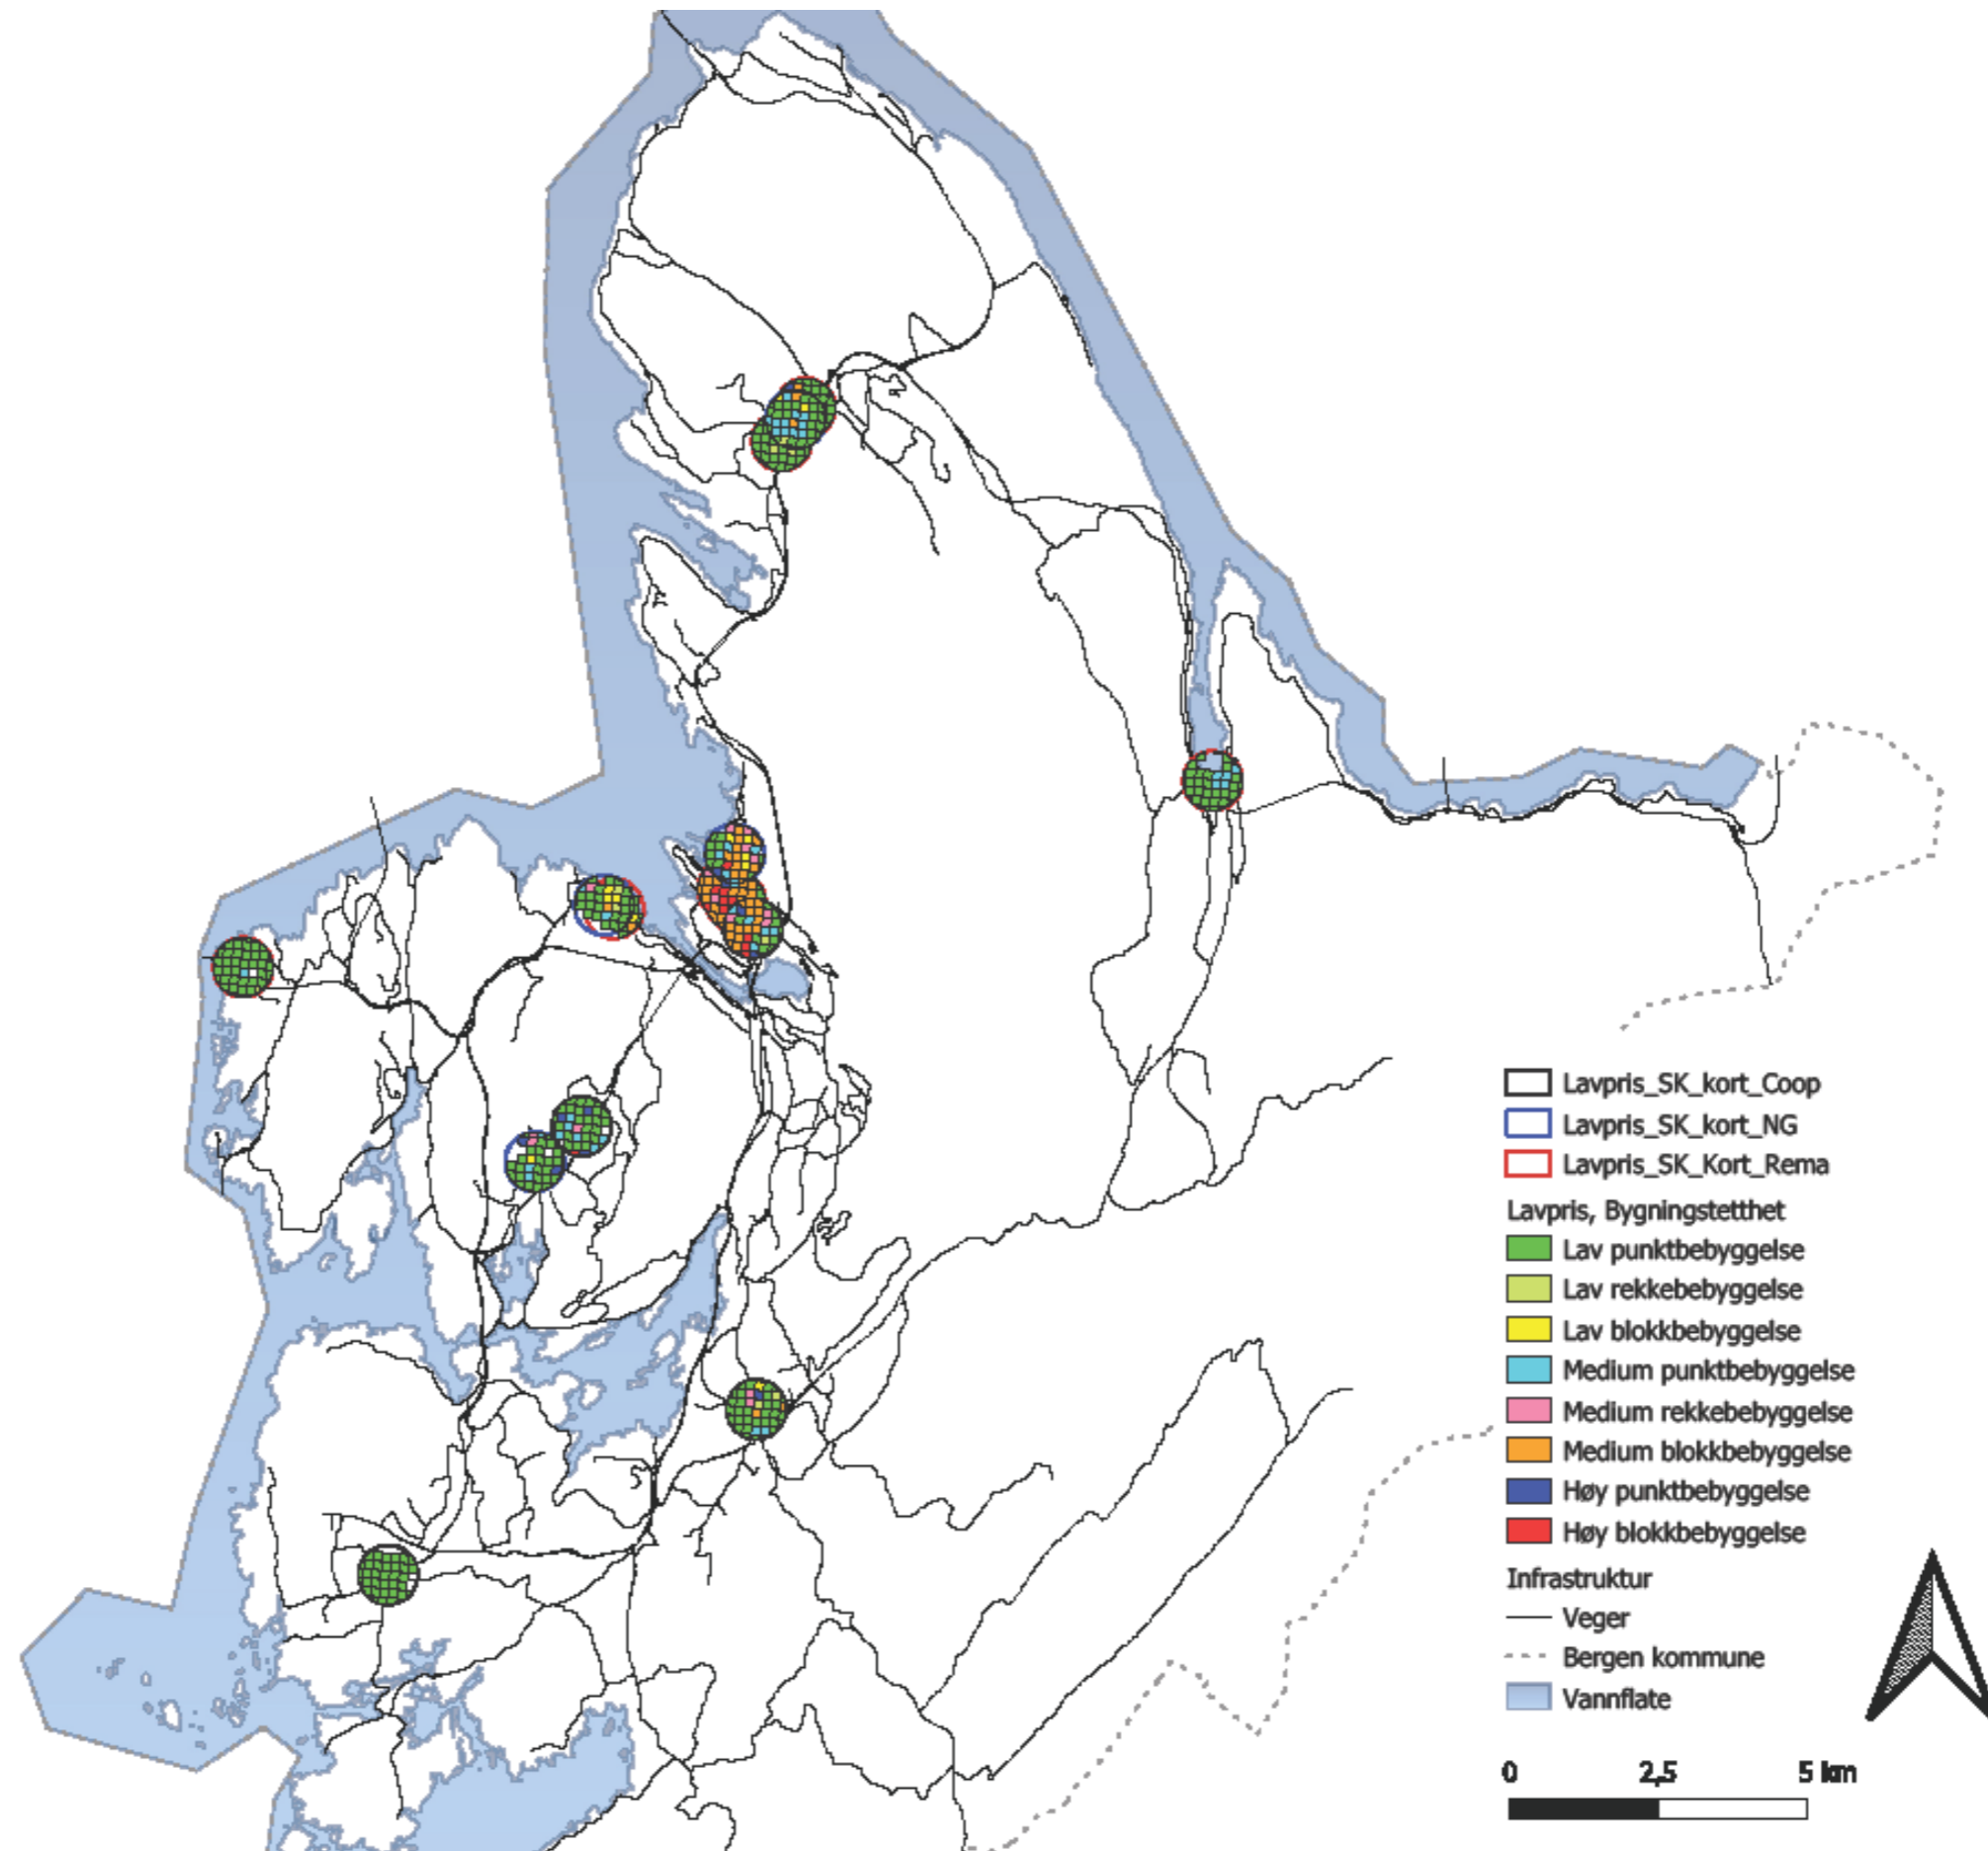 Lavpris_SK_kort_Coop
Lavpris_SK_kort_NG
Lavpris_SK_Kort_Rema
Lavpris, Bygningstetthet
Lav punktbebyggelse
Lav rekkebebyggelse
Lav blokkbebyggelse
Medium punktbebyggelse
Medium rekkebebyggelse
Medium blokkbebyggelse
Høy punktbebyggelse
Høy blokkbebyggelse
Infrastruktur
Veger
Bergen kommune
Vannflate
0 2,5 5 km